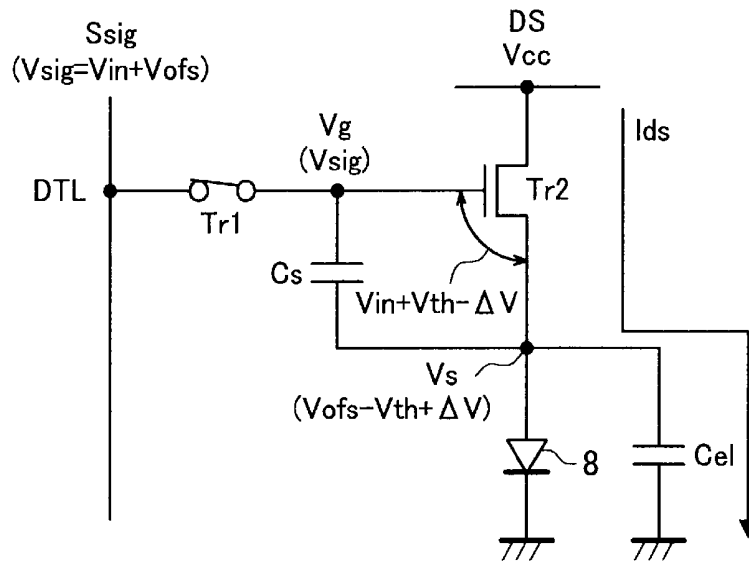 Ssig
(Vsig=Vin+Vofs)
DS
Vcc
Ids
Vg
(Vsig)
DTL
Tr1
Tr2
Cs
Vin+Vth-ΔV
Vs
(Vofs-Vth+ΔV)
8
Cel